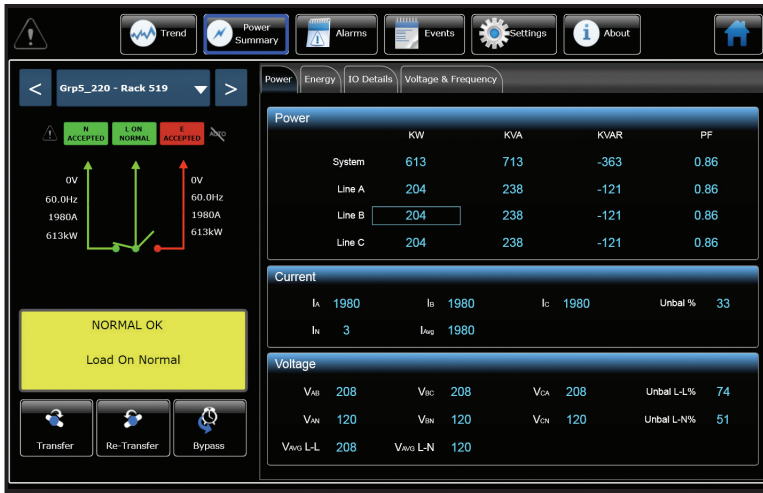 Trend
Power Summary
Alarms
Events
Settings
About
< Grp5_220 - Rack 519 >
N ACCEPTED
L ON NORMAL
E ACCEPTED
AUTO
0V 0V
60.0Hz 60.0Hz
1980A 1980A
613kW 613kW
NORMAL OK
Load On Normal
Transfer Re-Transfer Bypass
Power Energy IO Details Voltage & Frequency
Power
KW KVA KVAR PF
System 613 713 -363 0.86
Line A 204 238 -121 0.86
Line B 204 238 -121 0.86
Line C 204 238 -121 0.86
Current
IA 1980 IB 1980 IC 1980 Unbal % 33
IN 3 IAvg 1980
Voltage
VAB 208 VBC 208 VCA 208 Unbal L-L% 74
VAN 120 VBN 120 VCN 120 Unbal L-N% 51
VAVG L-L 208 VAVG L-N 120